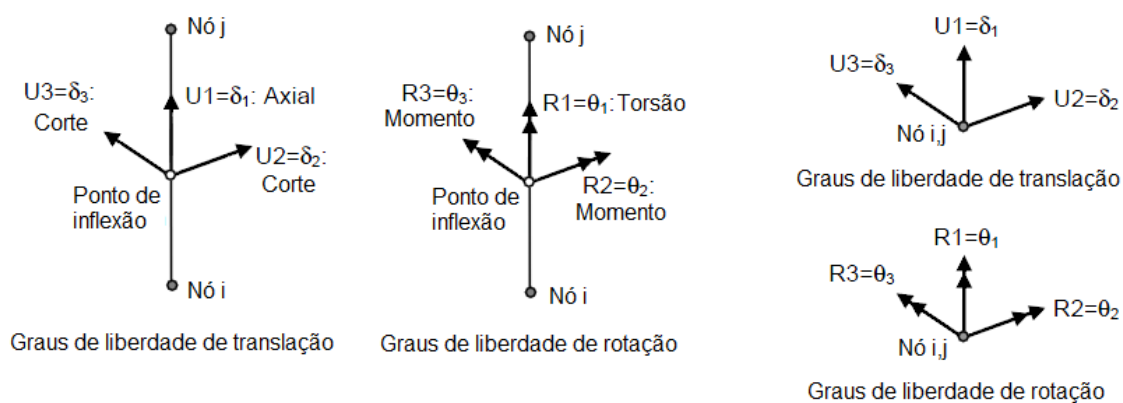 Nó j
U3=δ3:
Corte
U1=δ1: Axial
U2=δ2:
Corte
Ponto de
inflexão
Nó i
Graus de liberdade de translação
Nó j
R3=θ3:
Momento
R1=θ1:Torsão
R2=θ2:
Momento
Ponto de
inflexão
Nó i
Graus de liberdade de rotação
U1=δ1
U3=δ3
U2=δ2
Nó i,j
Graus de liberdade de translação
R1=θ1
R3=θ3
R2=θ2
Nó i,j
Graus de liberdade de rotação